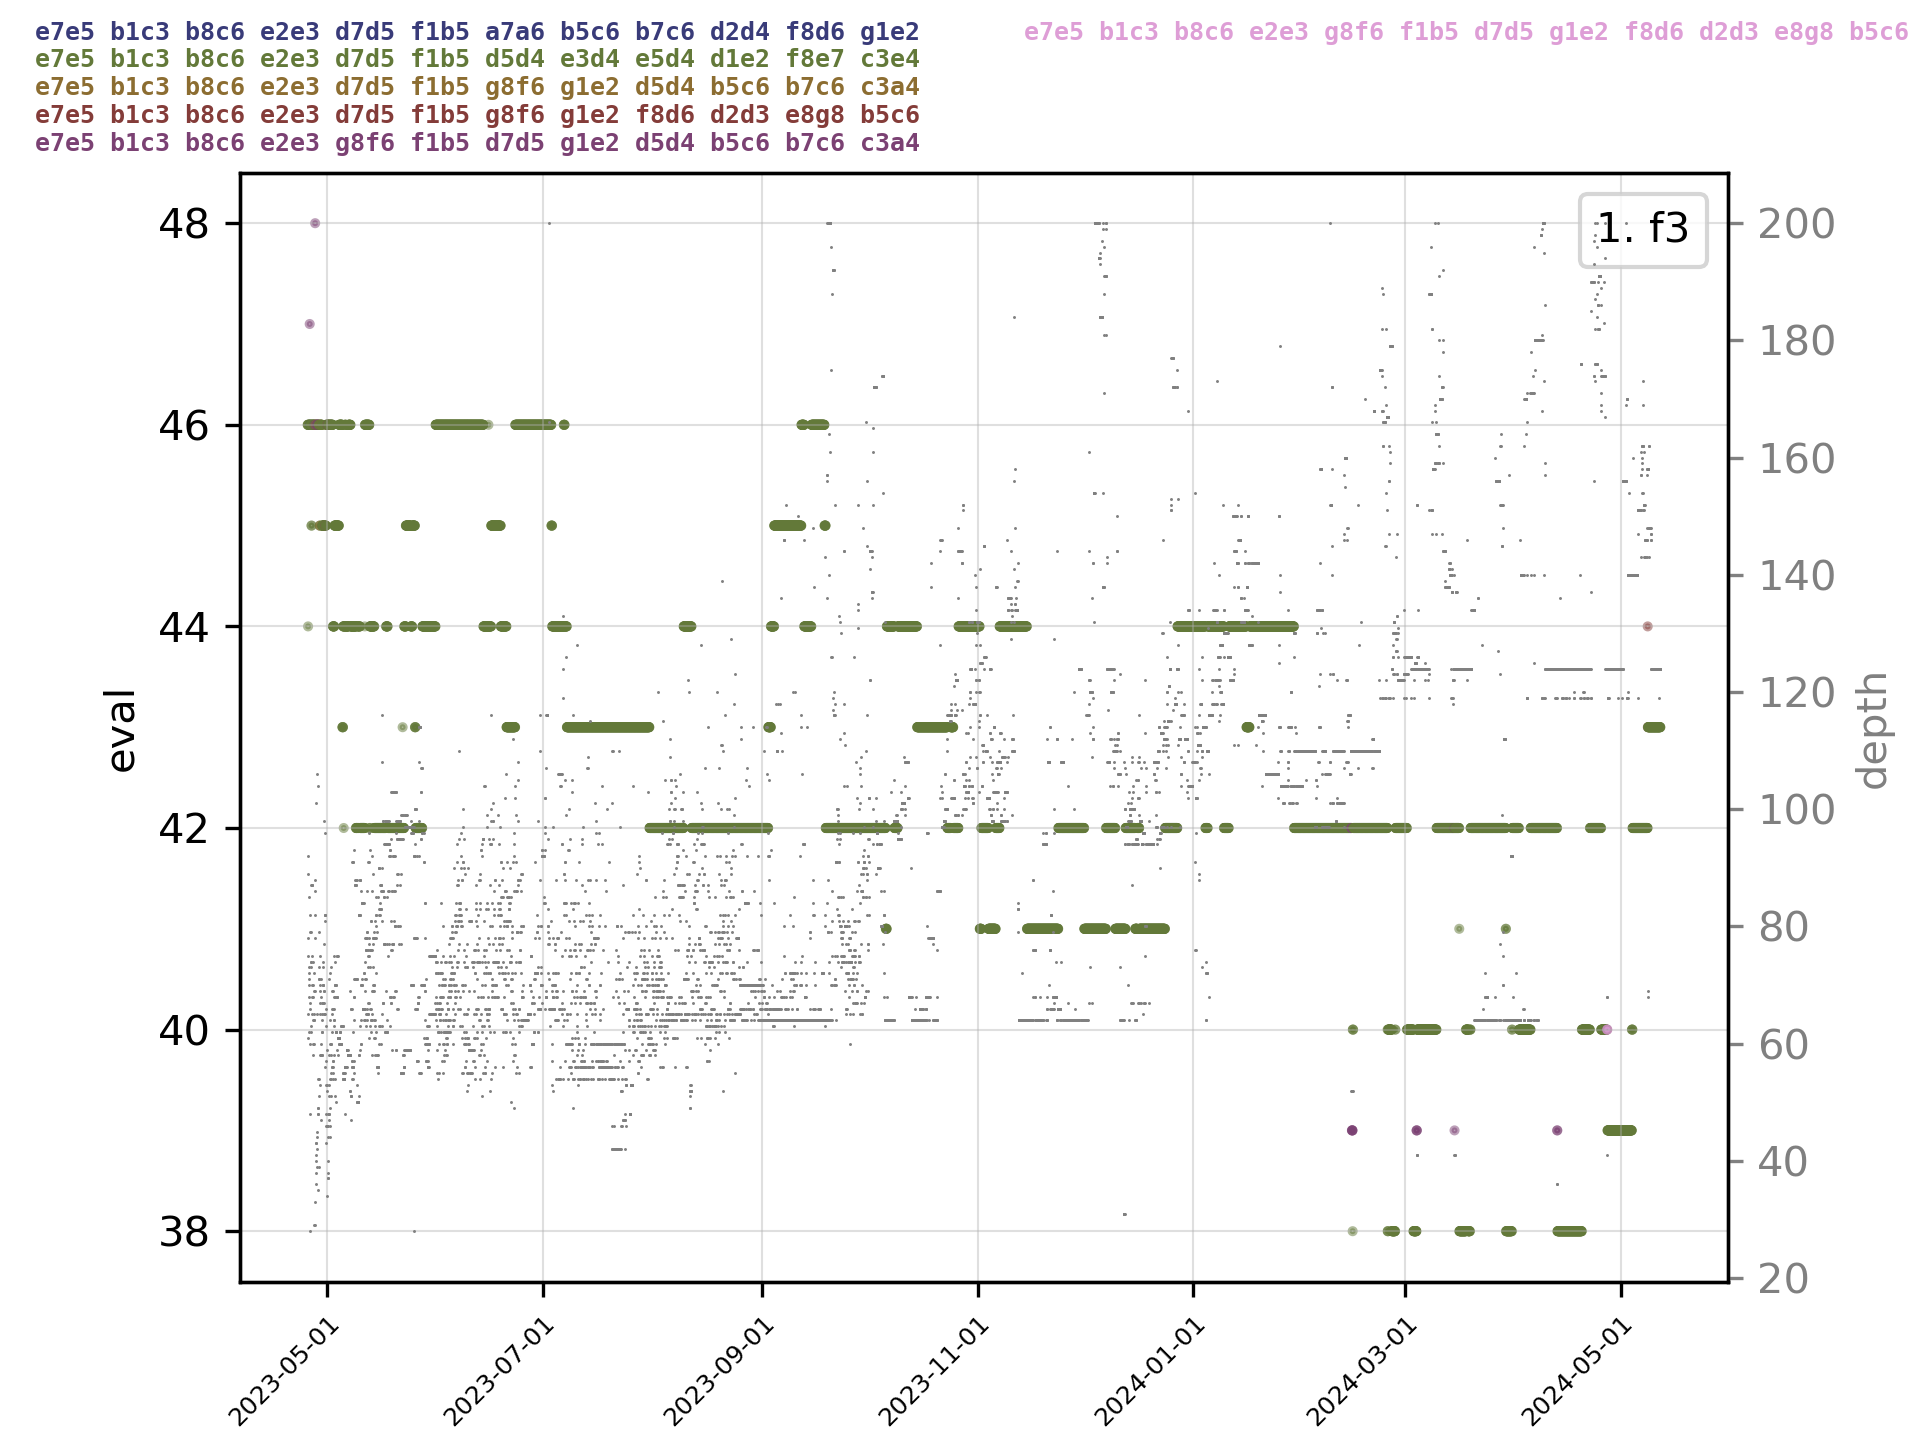 e7e5 b1c3 b8c6 e2e3 d7d5 f1b5 a7a6 b5c6 b7c6 d2d4 f8d6 g1e2
e7e5 b1c3 b8c6 e2e3 d7d5 f1b5 d5d4 e3d4 e5d4 d1e2 f8e7 c3e4
e7e5 b1c3 b8c6 e2e3 d7d5 f1b5 g8f6 g1e2 d5d4 b5c6 b7c6 c3a4
e7e5 b1c3 b8c6 e2e3 d7d5 f1b5 g8f6 g1e2 f8d6 d2d3 e8g8 b5c6
e7e5 b1c3 b8c6 e2e3 g8f6 f1b5 d7d5 g1e2 d5d4 b5c6 b7c6 c3a4
e7e5 b1c3 b8c6 e2e3 g8f6 f1b5 d7d5 g1e2 f8d6 d2d3 e8g8 b5c6
1. f3
eval
48
46
44
42
40
38
depth
200
180
160
140
120
100
80
60
40
20
2023-05-01
2023-07-01
2023-09-01
2023-11-01
2024-01-01
2024-03-01
2024-05-01